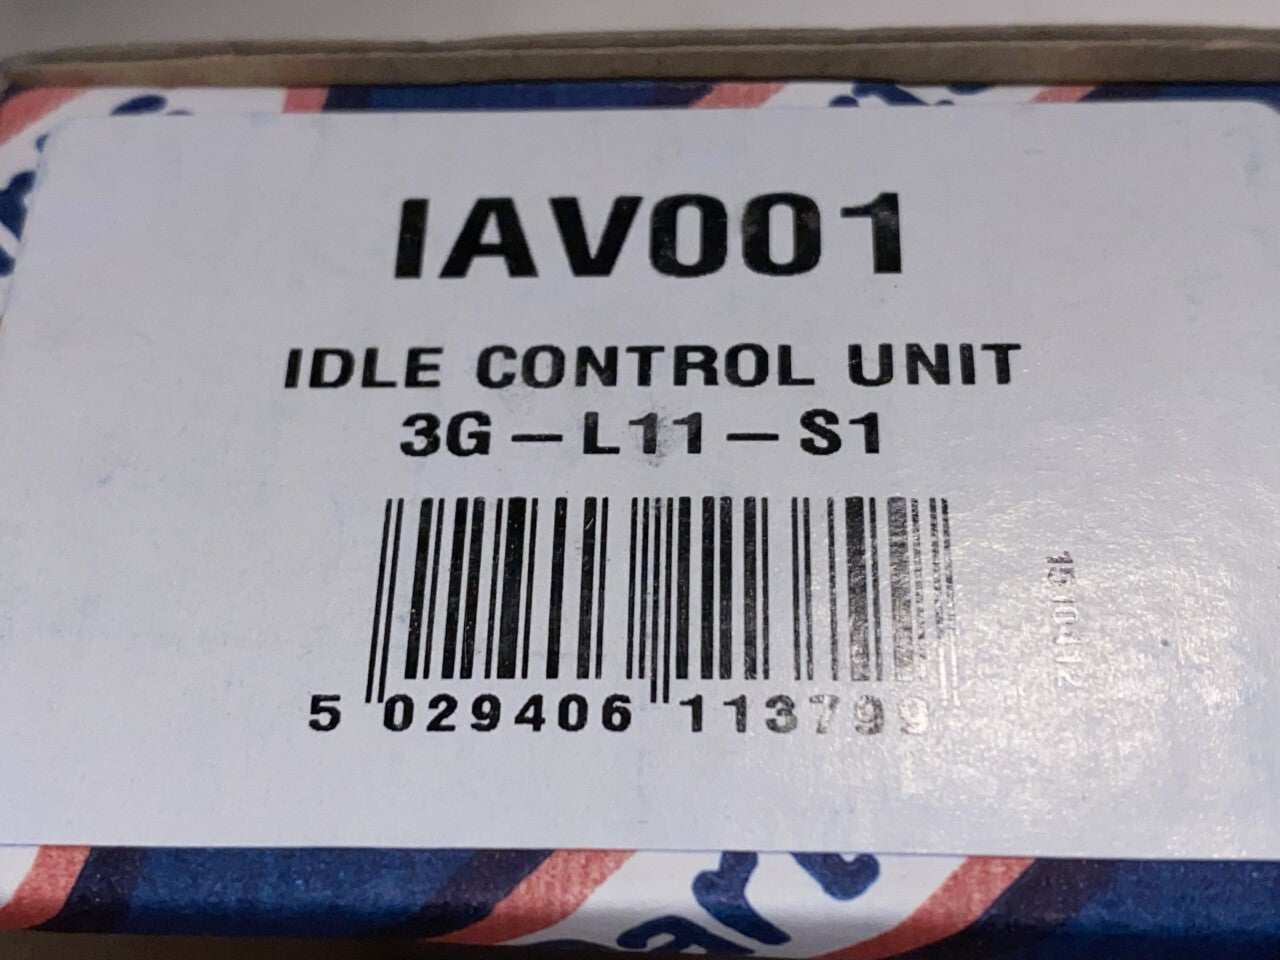 IAV001
IDLE CONTROL UNIT
3G – L11 – S1
5 029406 113799